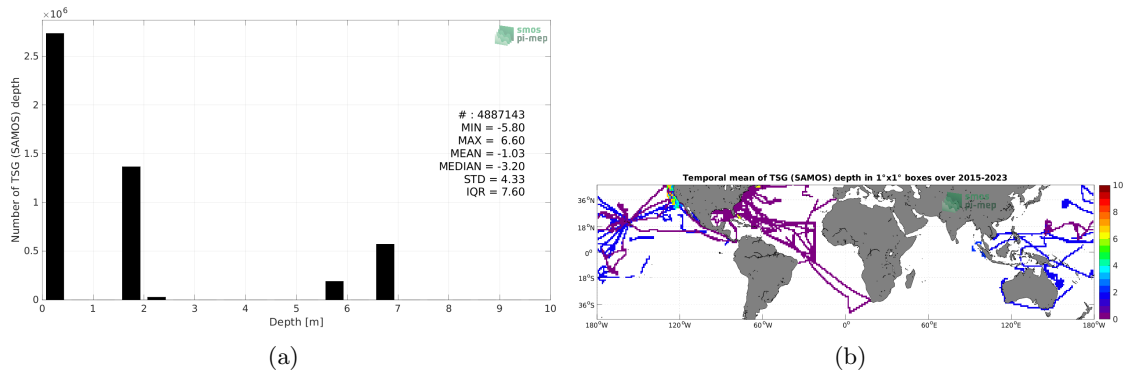 ×10⁶
smos
pi-mep
2.5
2
1.5
1
0.5
0
Number of TSG (SAMOS) depth
# : 4887143
MIN = -5.80
MAX = 6.60
MEAN = -1.03
MEDIAN = -3.20
STD = 4.33
IQR = 7.60
0 1 2 3 4 5 6 7 8 9 10
Depth [m]
(a)
Temporal mean of TSG (SAMOS) depth in 1°x1° boxes over 2015-2023
smos
pi-mep
36°N
18°N
0°
18°S
36°S
180°W 120°W 60°W 0° 60°E 120°E 180°W
10
8
6
4
2
0
(b)